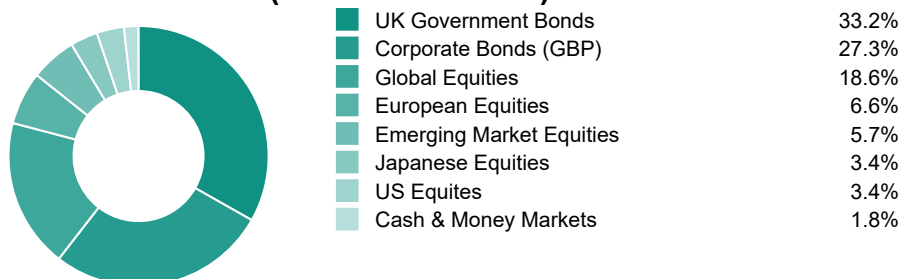 UK Government Bonds 33.2%
Corporate Bonds (GBP) 27.3%
Global Equities 18.6%
European Equities 6.6%
Emerging Market Equities 5.7%
Japanese Equities 3.4%
US Equites 3.4%
Cash & Money Markets 1.8%